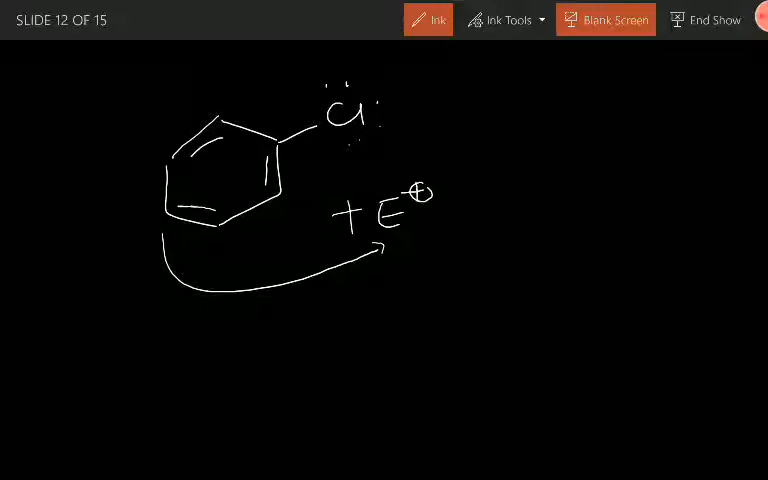 SLIDE 12 OF 15 Ink Ink Tools Blank Screen End Show
Cl
+ E⊕